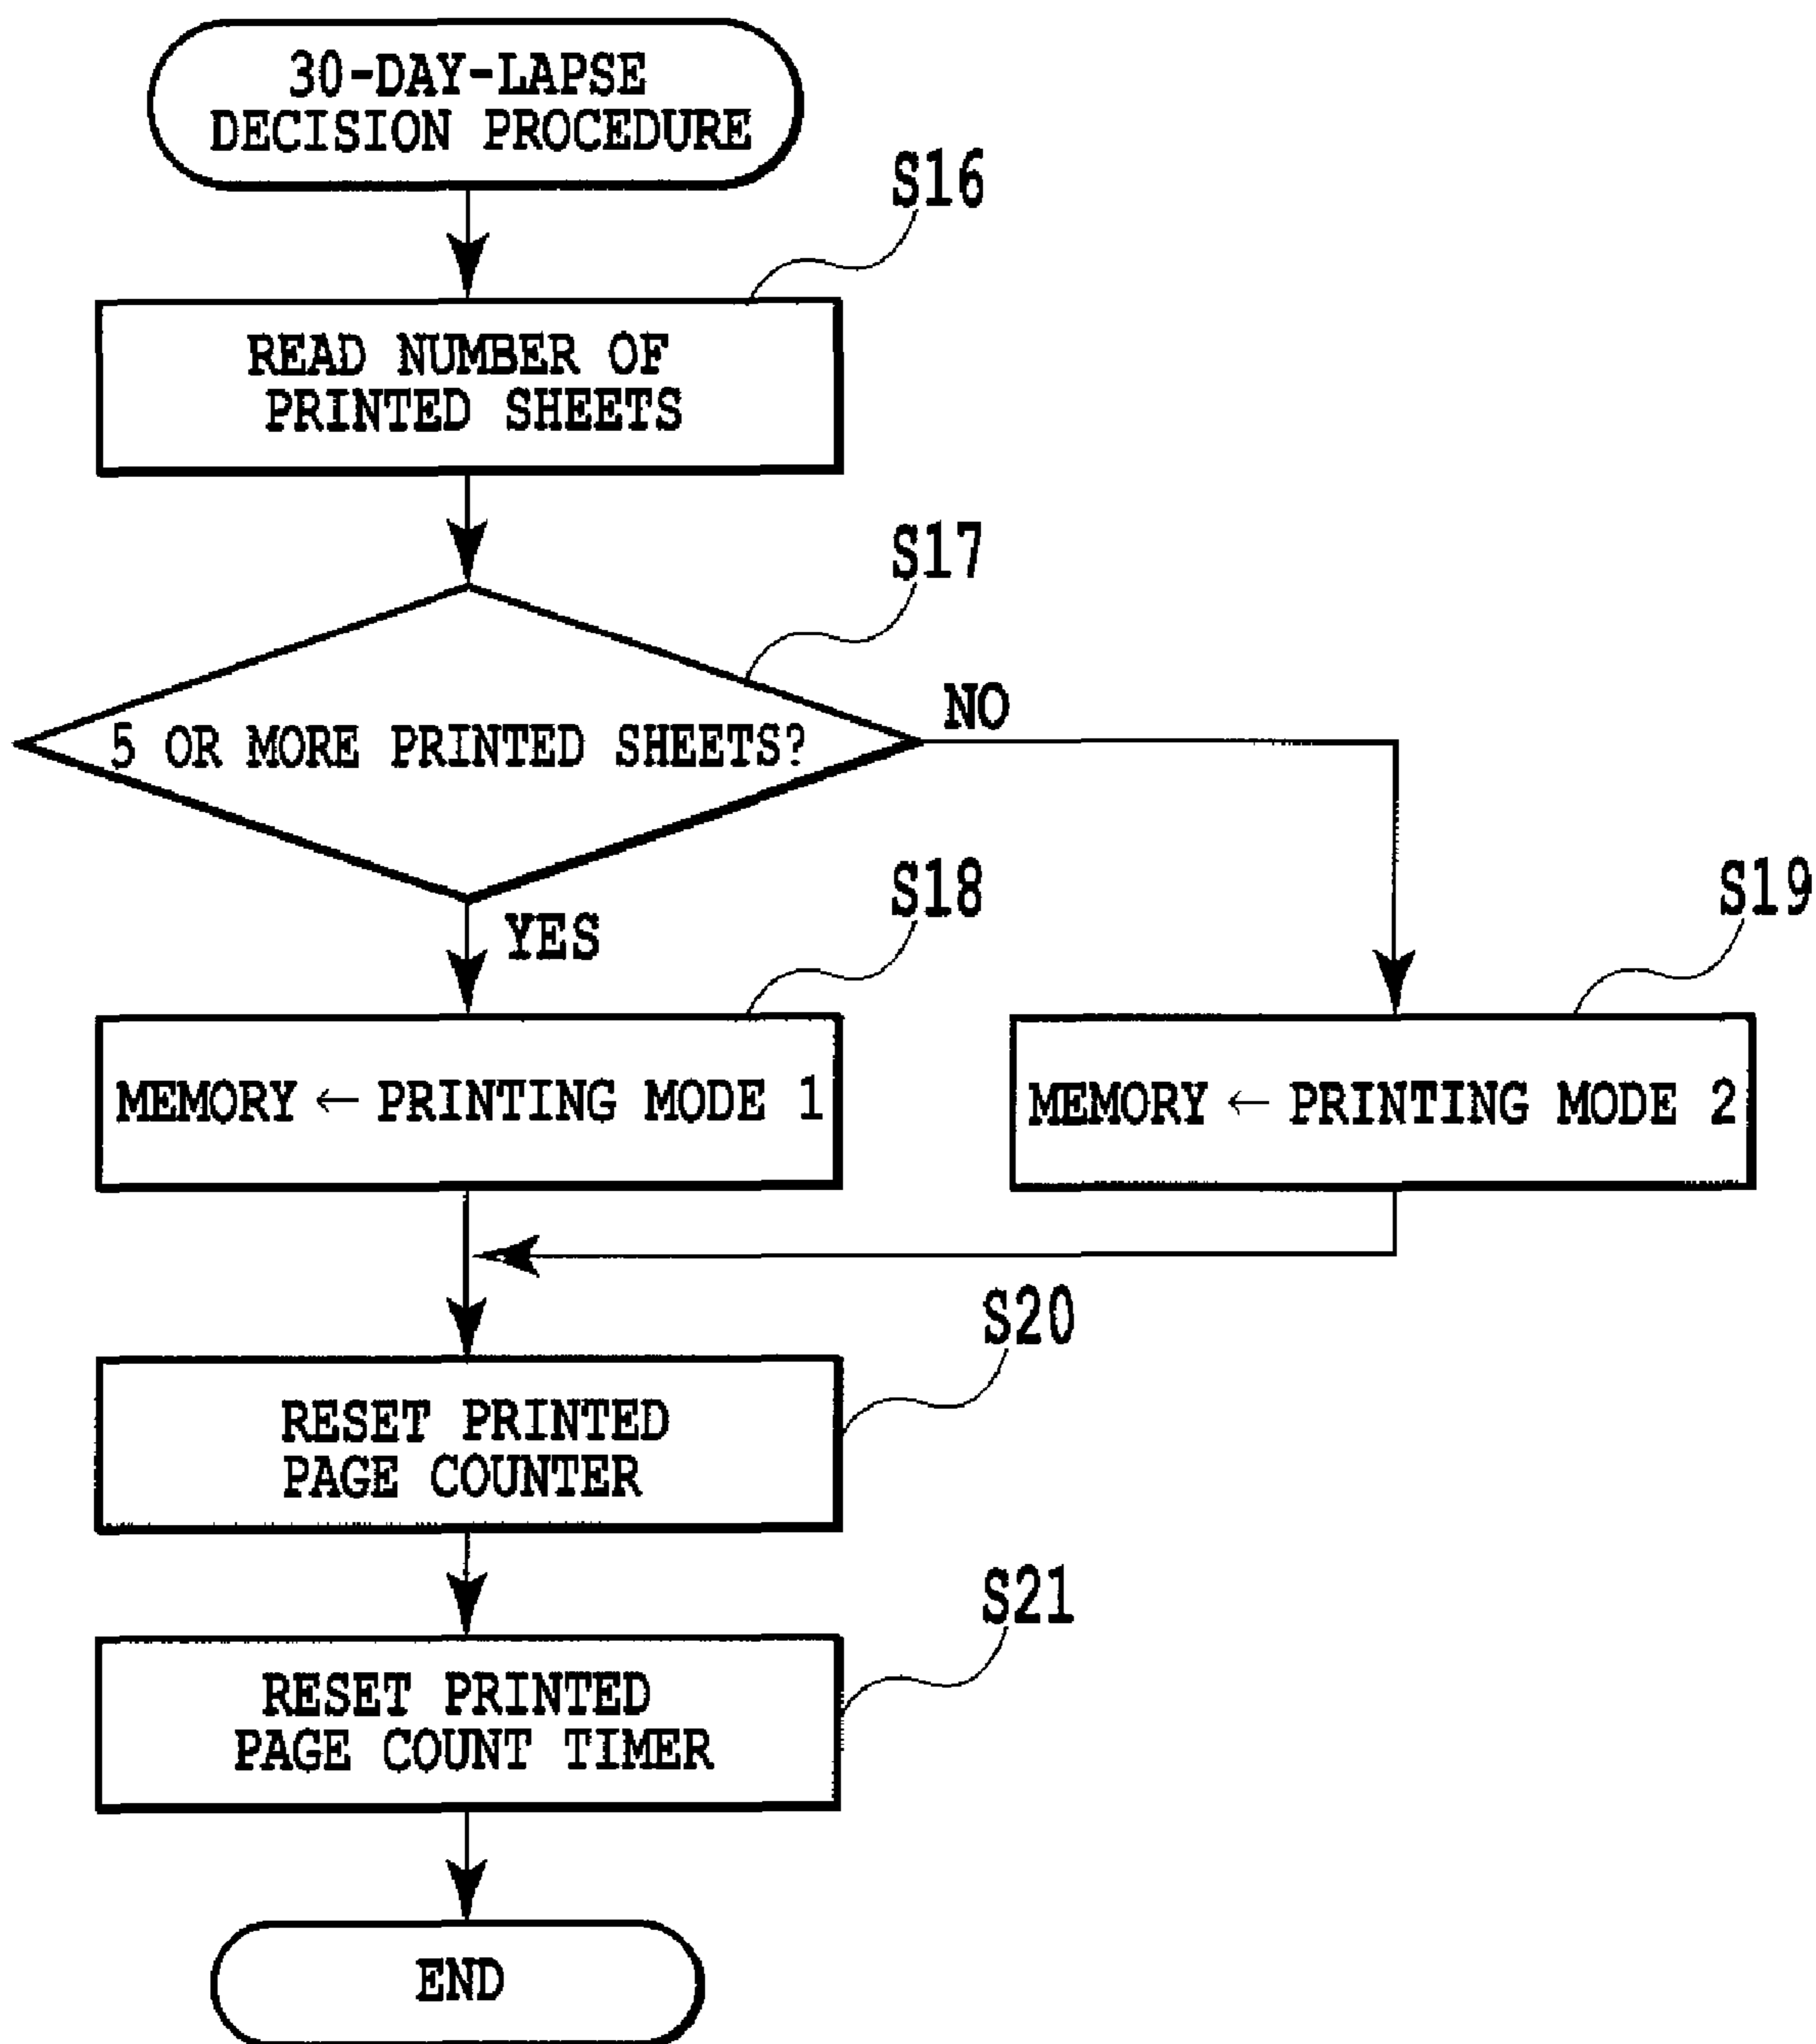 30-DAY-LAPSE
DECISION PROCEDURE
S16
READ NUMBER OF
PRINTED SHEETS
S17
5 OR MORE PRINTED SHEETS?
NO
YES
S18
S19
MEMORY ← PRINTING MODE 1
MEMORY ← PRINTING MODE 2
S20
RESET PRINTED
PAGE COUNTER
S21
RESET PRINTED
PAGE COUNT TIMER
END